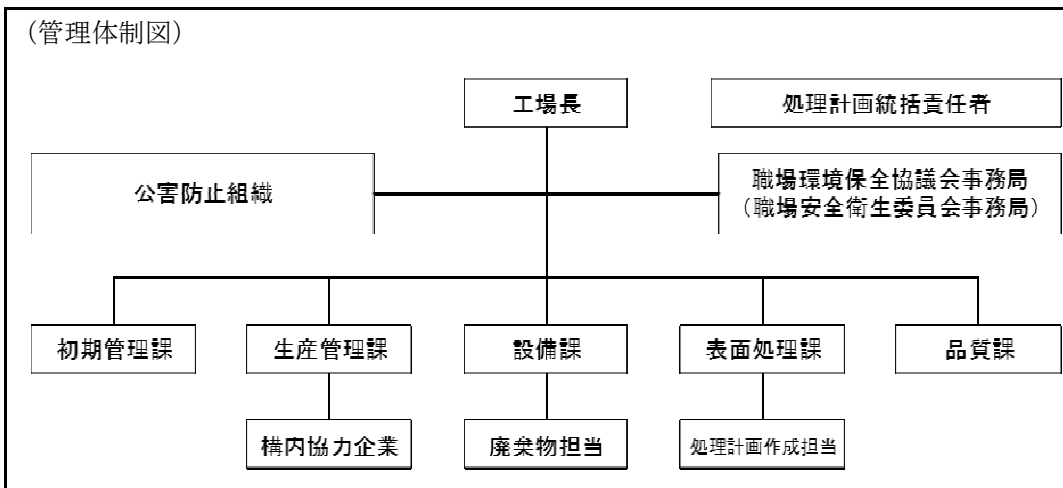 （管理体制図）
工場長
処理計画統括責任者
公害防止組織
職場環境保全協議会事務局
（職場安全衛生委員会事務局）
初期管理課
生産管理課
設備課
表面処理課
品質課
構内協力企業
廃棄物担当
処理計画作成担当